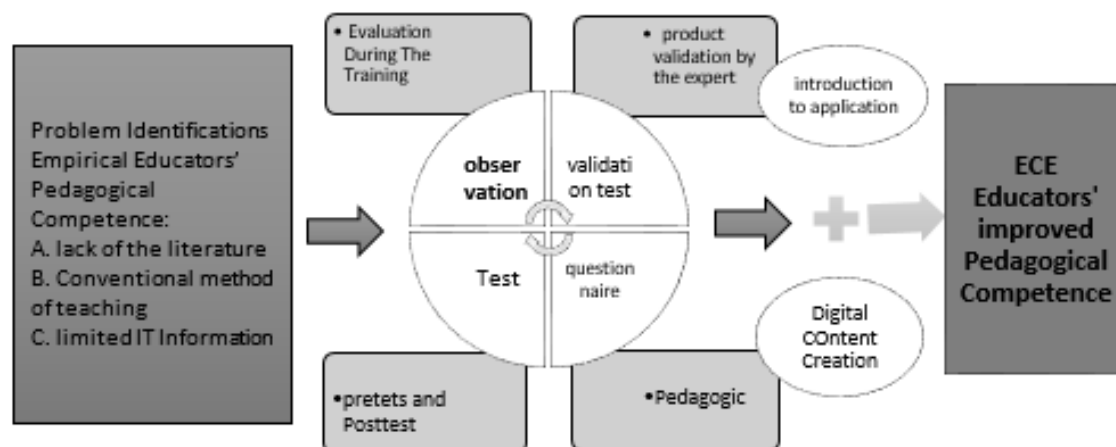 Problem Identifications
Empirical Educators'
Pedagogical
Competence:
A. lack of the literature
B. Conventional method
of teaching
C. limited IT Information
• Evaluation
During The
Training
• product
validation by
the expert
obser
vation
validati
on test
Test
question
naire
•pretets and
Posttest
•Pedagogic
introduction
to application
Digital
COntent
Creation
ECE
Educators'
improved
Pedagogical
Competence